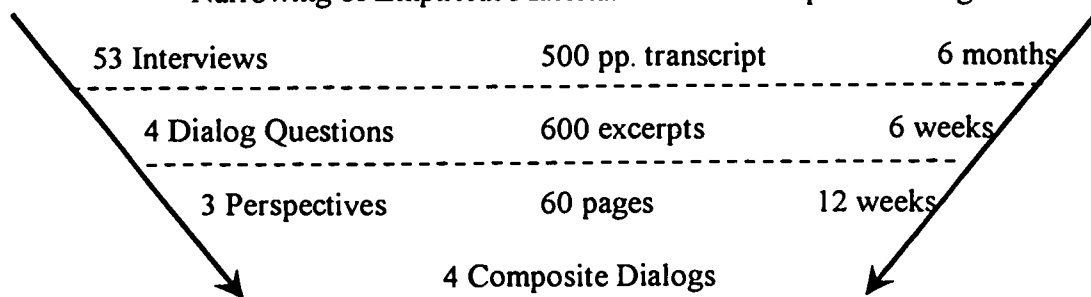 53 Interviews 500 pp. transcript 6 months
4 Dialog Questions 600 excerpts 6 weeks
3 Perspectives 60 pages 12 weeks
4 Composite Dialogs